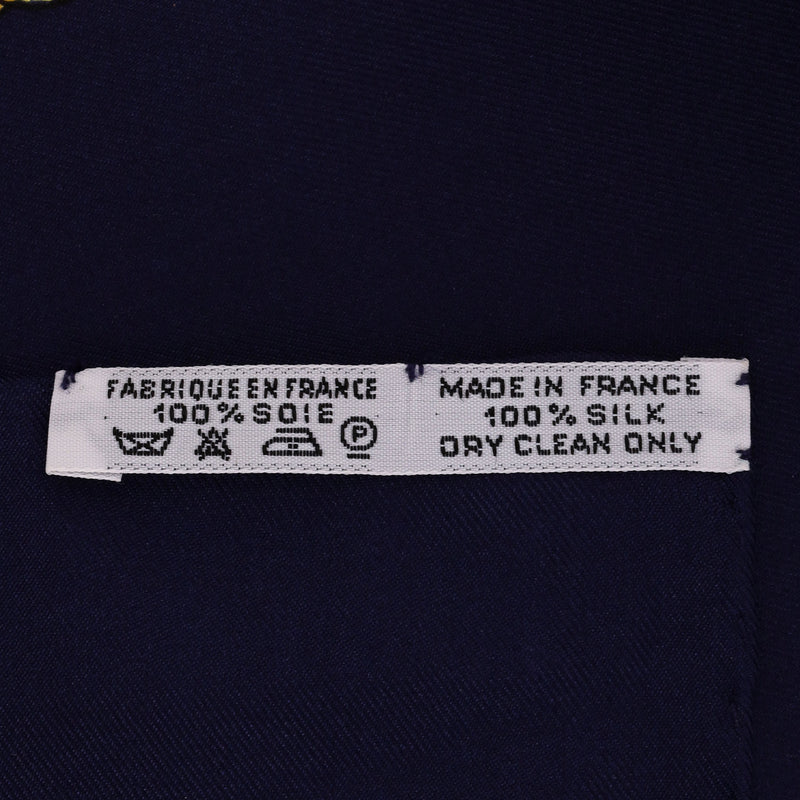 FABRIQUE EN FRANCE
100% SOIE
P
MADE IN FRANCE
100% SILK
DRY CLEAN ONLY